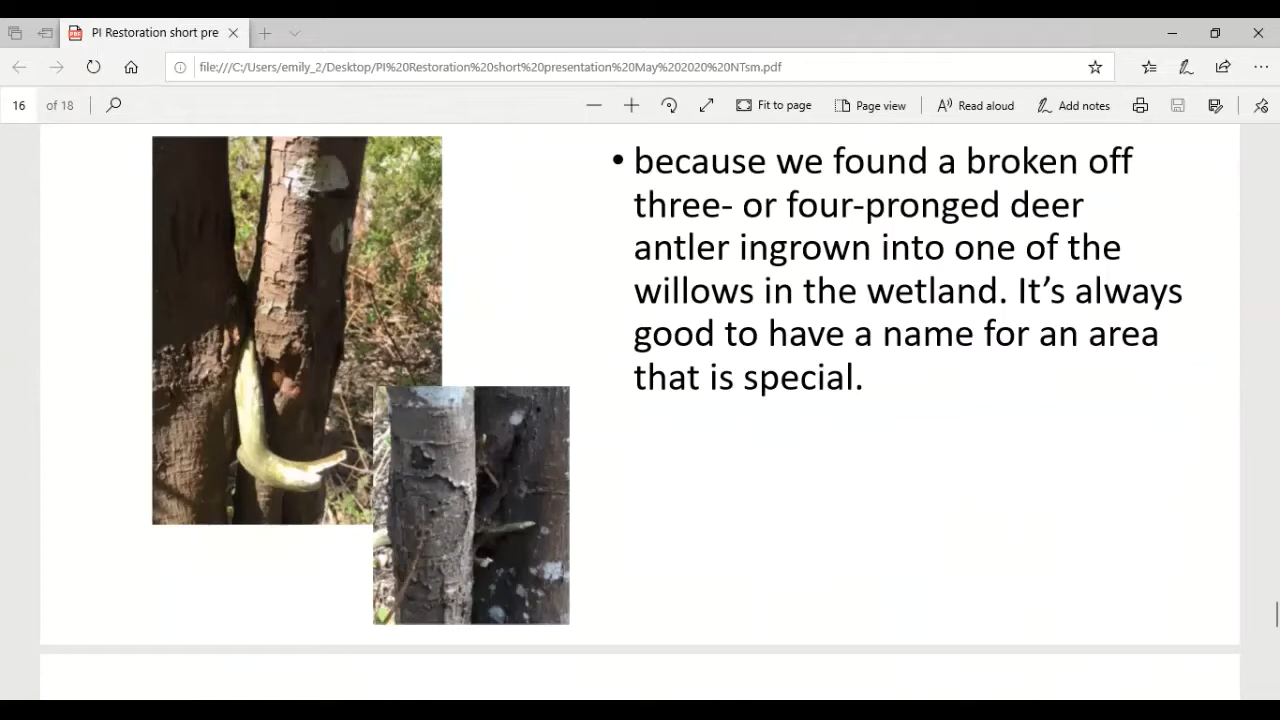 PI Restoration short pre
file:///C:/Users/emily_2/Desktop/PI%20Restoration%20short%20presentation%20May%202020%20NTsm.pdf
16 of 18 Fit to page Page view Read aloud Add notes
• because we found a broken off
three- or four-pronged deer
antler ingrown into one of the
willows in the wetland. It’s always
good to have a name for an area
that is special.